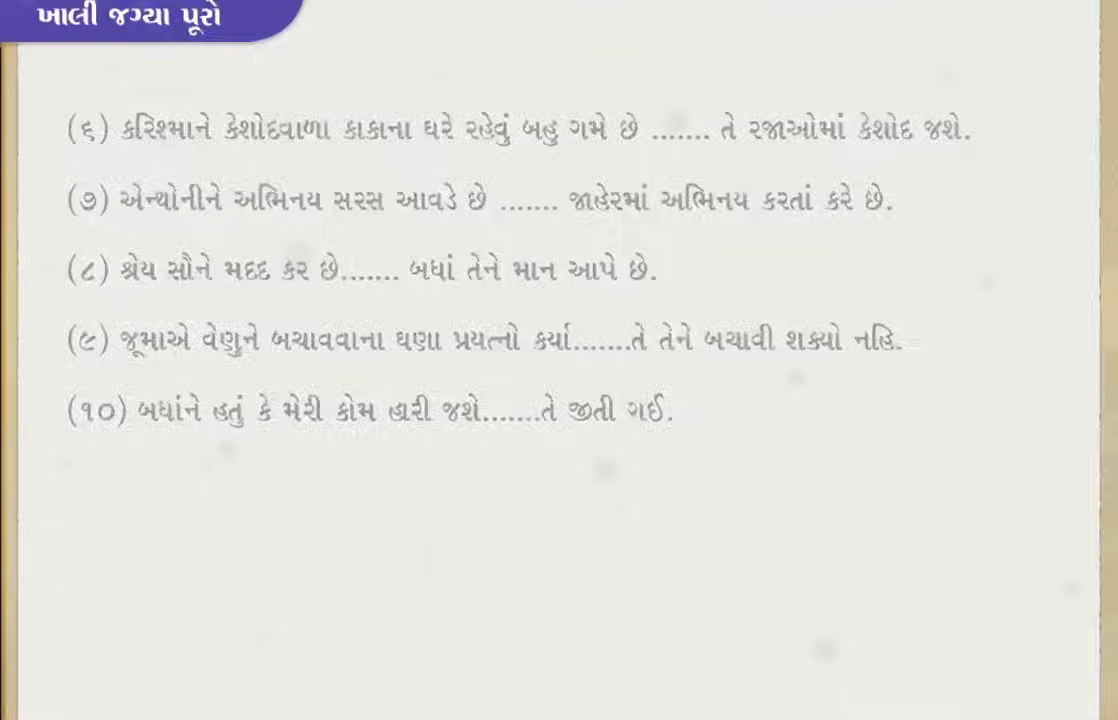 ખાલી જગ્યા પૂરો
(૬) કરિશ્માને કેશોદવાળા કાકાના ઘરે રહેવું બહુ ગમે છે ....... તે રજાઓમાં કેશોદ જશે.
(૭) એન્થોનીને અભિનય સરસ આવડે છે ....... જાહેરમાં અભિનય કરતાં કરે છે.
(૮) શ્રેય સૌને મદદ કર છે....... બધાં તેને માન આપે છે.
(૯) જૂમાએ વેણુને બચાવવાના ઘણા પ્રયત્નો કર્યા.......તે તેને બચાવી શક્યો નહિ.
(૧૦) બધાંને હતું કે મેરી કોમ હારી જશે.......તે જીતી ગઈ.